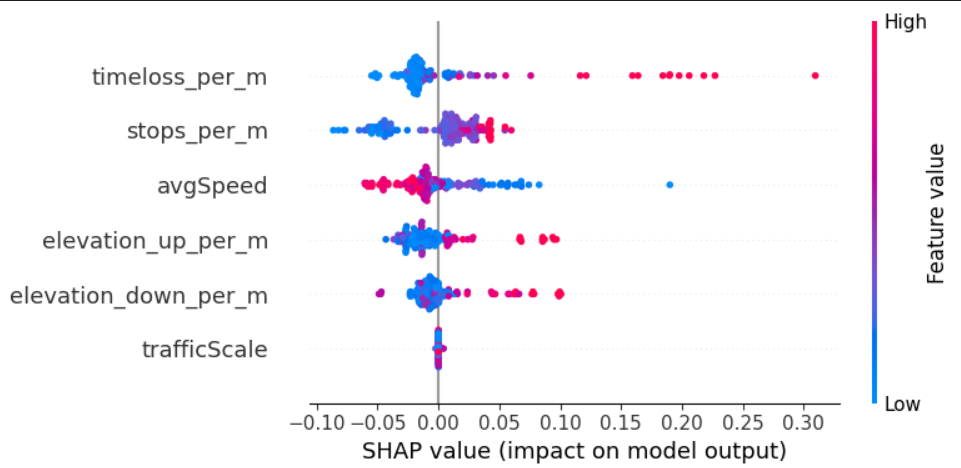 High
timeloss_per_m
stops_per_m
avgSpeed
elevation_up_per_m
elevation_down_per_m
trafficScale
Feature value
Low
−0.10 −0.05 0.00 0.05 0.10 0.15 0.20 0.25 0.30
SHAP value (impact on model output)